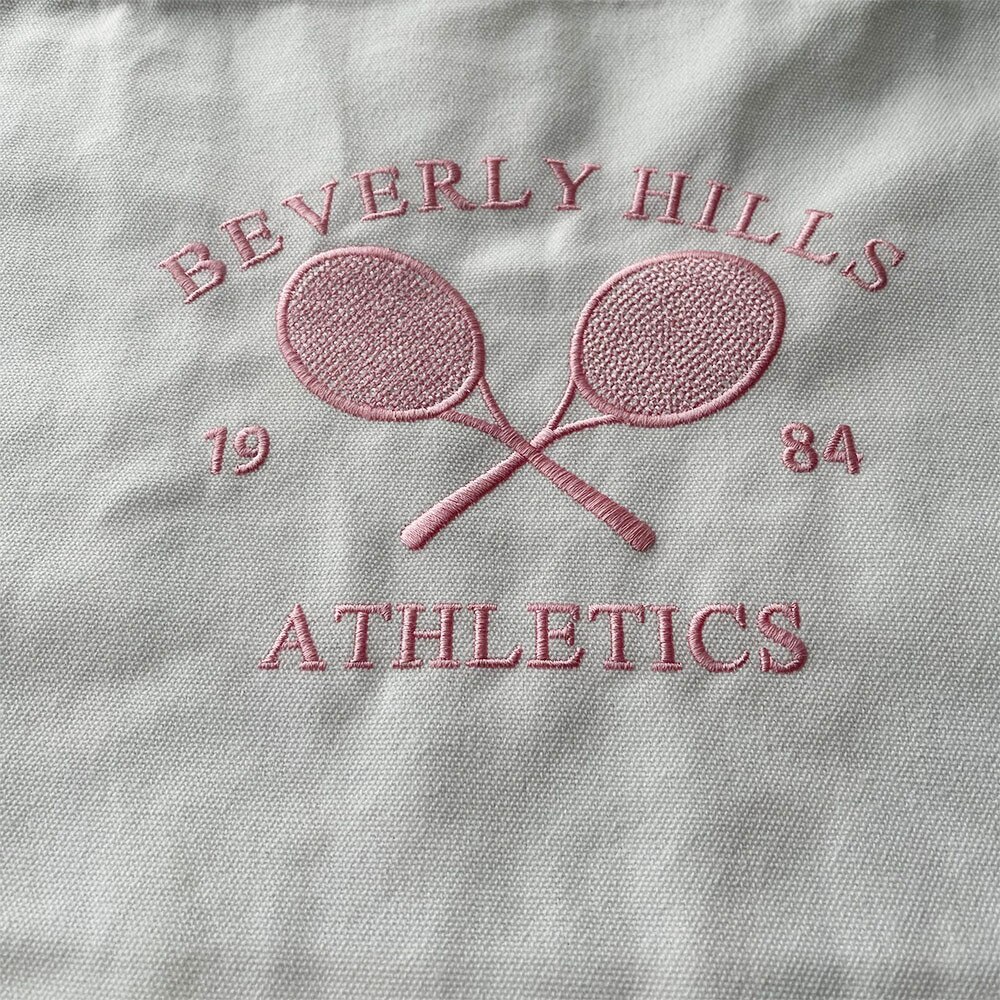 BEVERLY HILLS
19 84
ATHLETICS